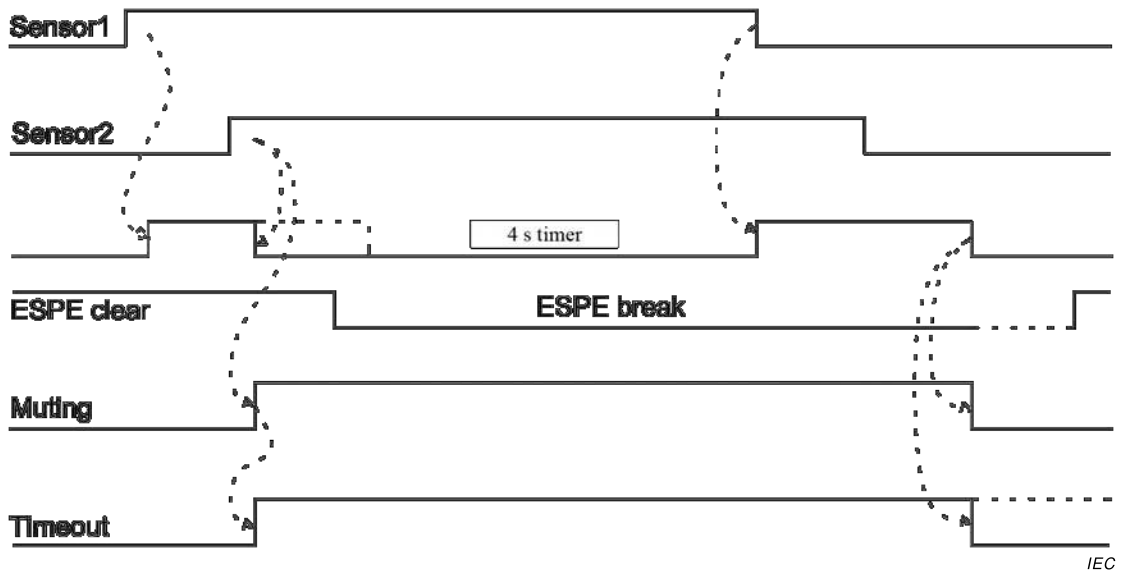 Sensor1
Sensor2
4 s timer
ESPE clear
ESPE break
Muting
Timeout
IEC